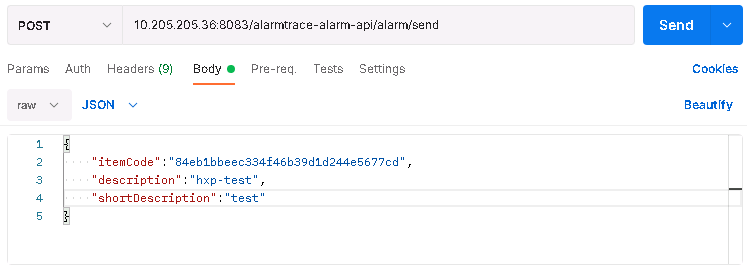 POST 10.205.205.36:8083/alarmtrace-alarm-api/alarm/send Send
Params Auth Headers (9) Body Pre-req. Tests Settings Cookies
raw JSON Beautify
1 {
2 "itemCode":"84eb1bbeec334f46b39d1d244e5677cd",
3 "description":"hxp-test",
4 "shortDescription":"test"
5 }